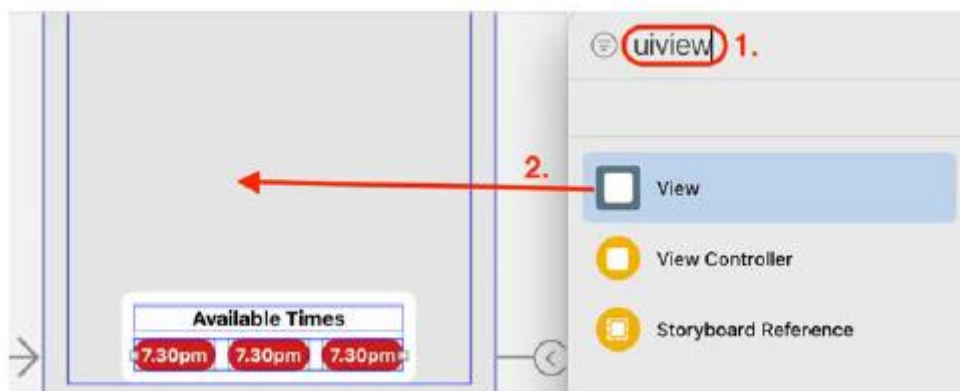 uiview 1.
2.
View
View Controller
Available Times
Storyboard Reference
7.30pm 7.30pm 7.30pm